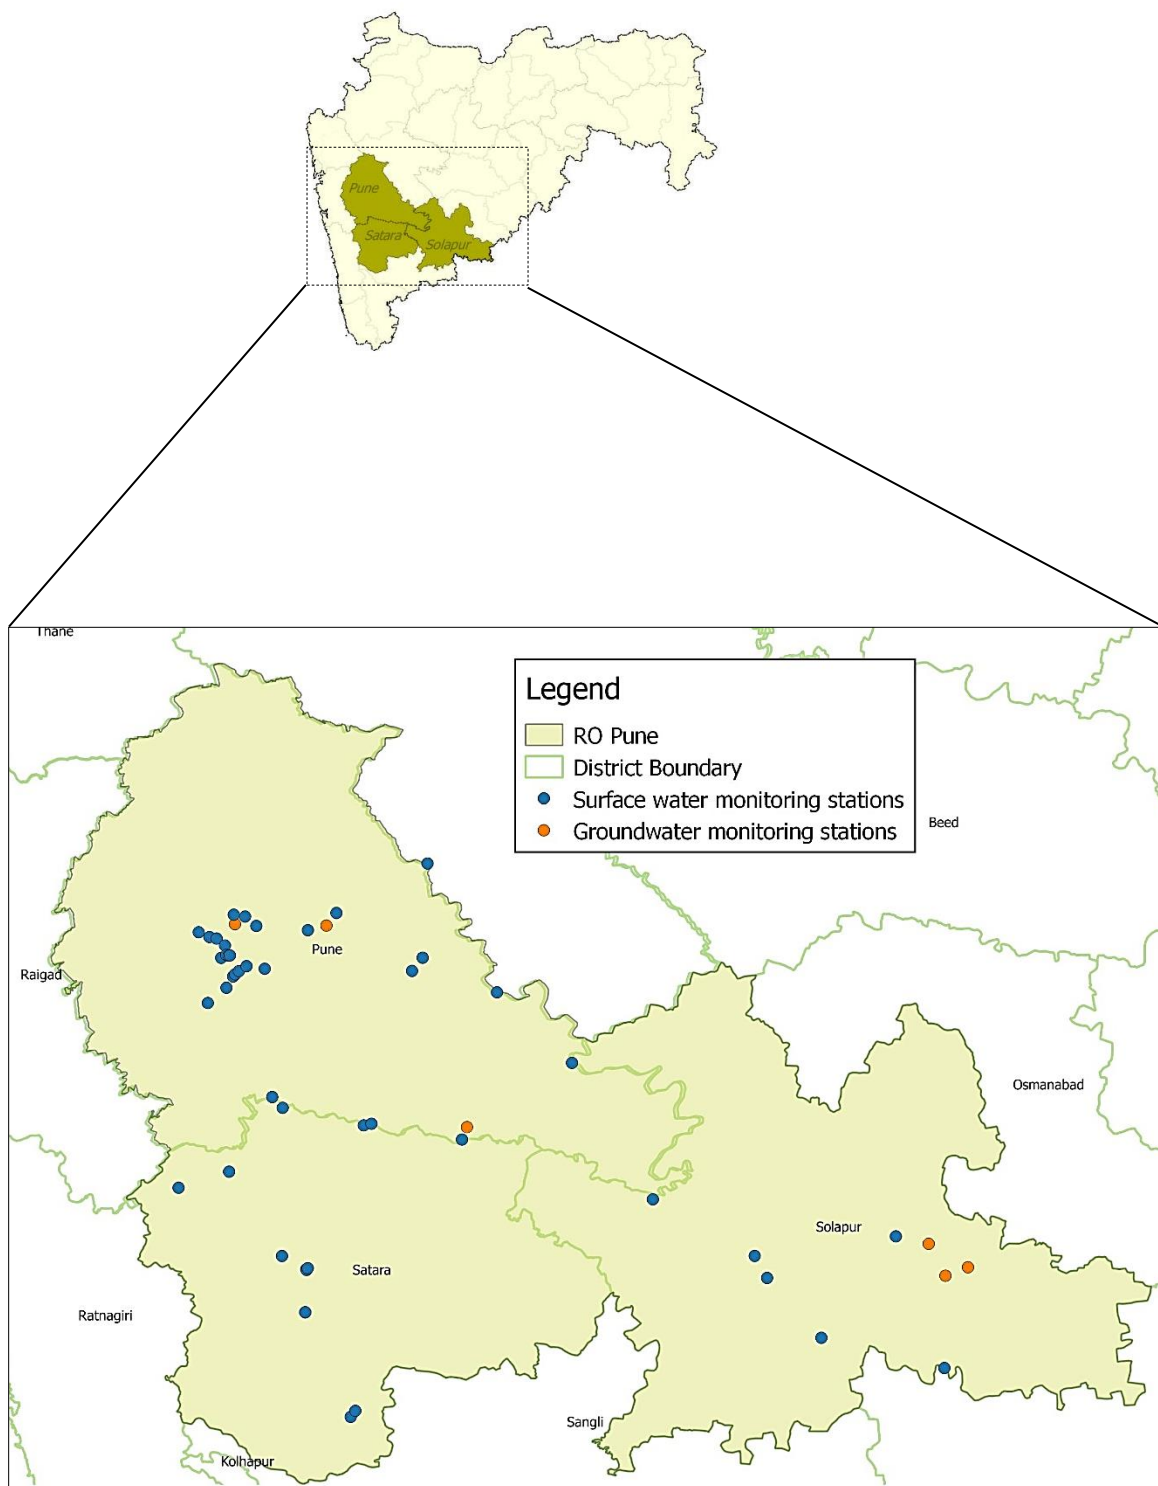 Pune
Satara
Solapur
Thane
Legend
RO Pune
District Boundary
Surface water monitoring stations
Groundwater monitoring stations
Beed
Pune
Raigad
Osmanabad
Solapur
Satara
Ratnagiri
Sangli
Kolhapur